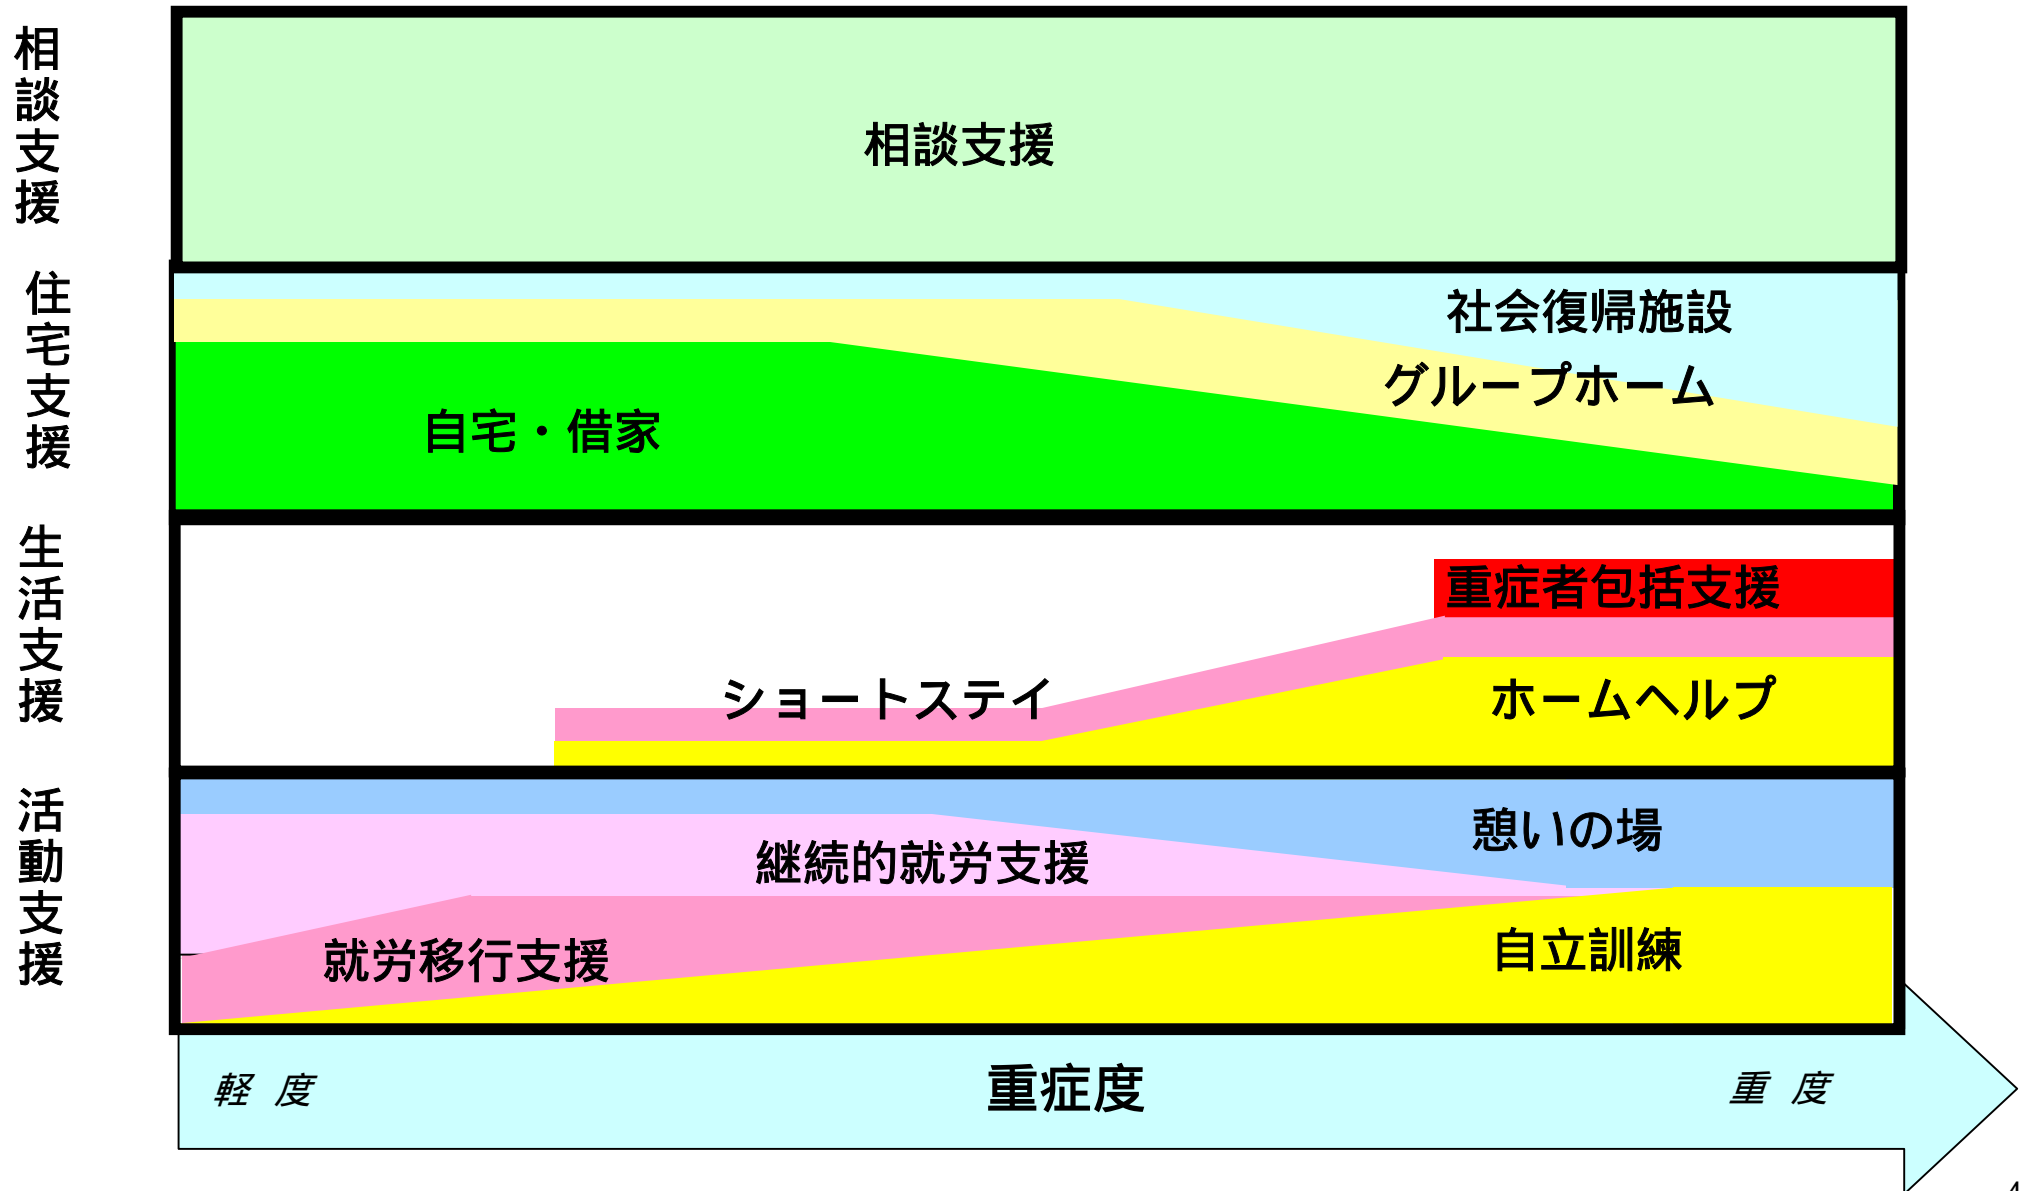 相談支援
相談支援
住宅支援
社会復帰施設
グループホーム
自宅・借家
生活支援
重症者包括支援
ショートステイ
ホームヘルプ
活動支援
憩いの場
継続的就労支援
就労移行支援
自立訓練
軽 度
重症度
重 度